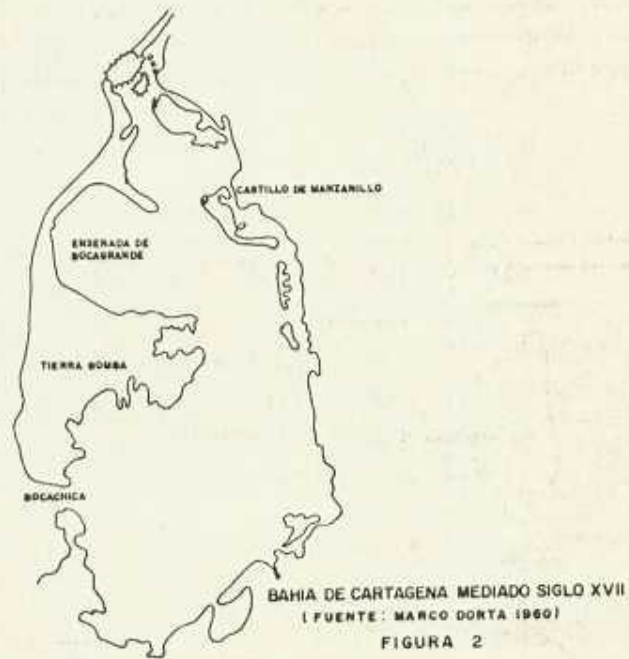 CASTILLO DE MANZANILLO
ENSENADA DE
BOCAGRANDE
TIERRA BOMBA
BOCACHICA
BAHIA DE CARTAGENA MEDIADO SIGLO XVII
( FUENTE: MARCO DORTA 1960)
FIGURA 2